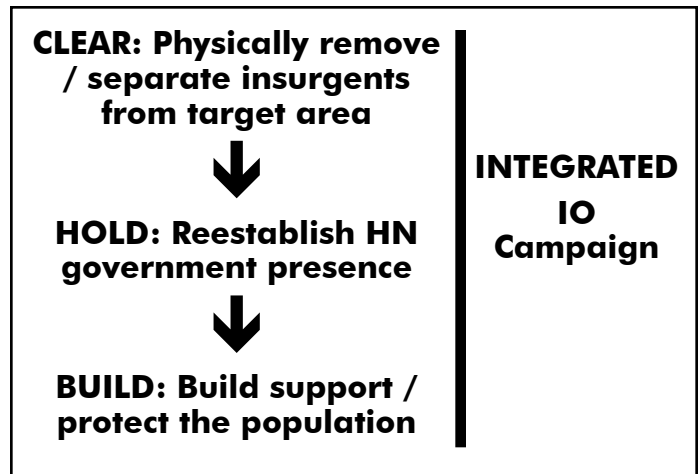 CLEAR: Physically remove
/ separate insurgents
from target area
HOLD: Reestablish HN
government presence
BUILD: Build support /
protect the population
INTEGRATED
IO
Campaign